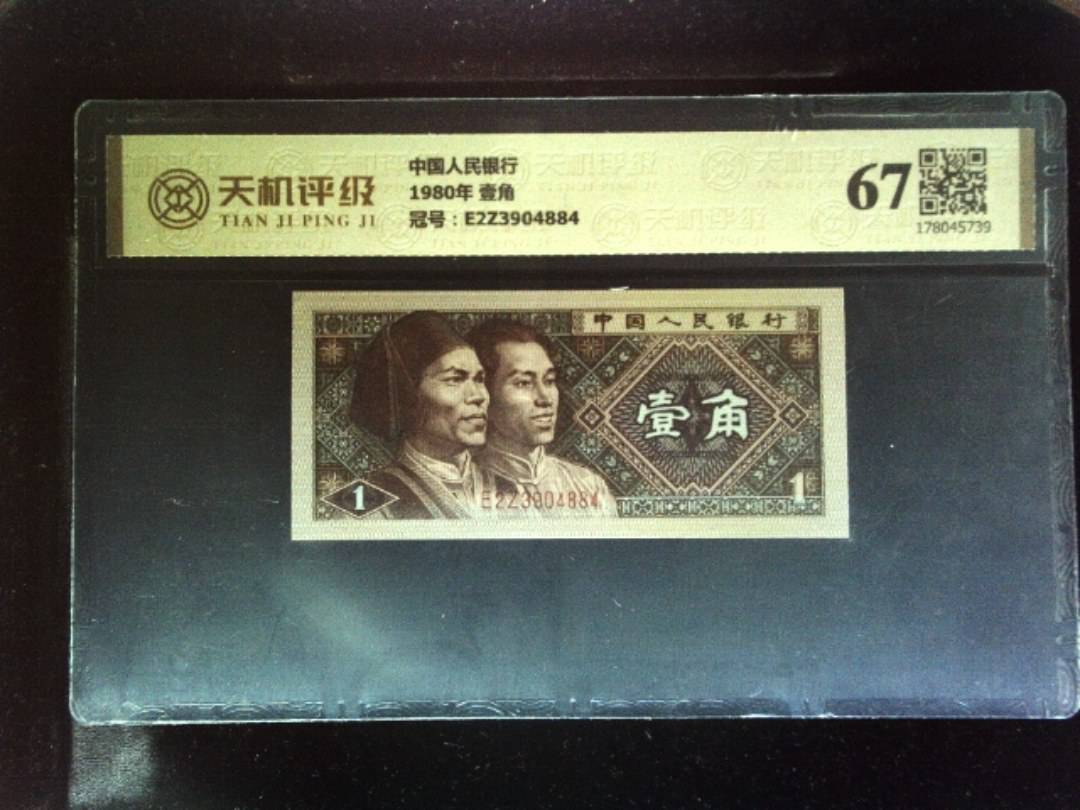 天机评级
TIAN JI PING JI
中国人民银行
1980年 壹角
冠号：E2Z3904884
67
178045739
中国人民银行
壹角
1
E2Z3904884
1